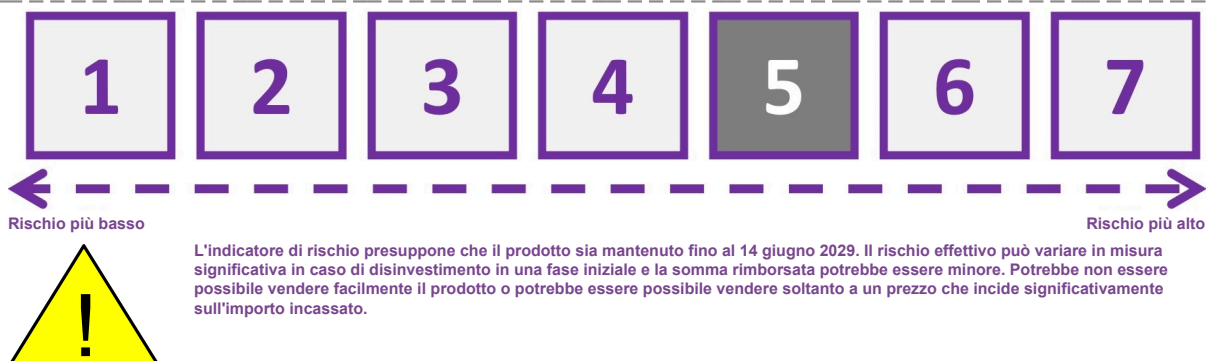 1 2 3 4 5 6 7
Rischio più basso Rischio più alto
L'indicatore di rischio presuppone che il prodotto sia mantenuto fino al 14 giugno 2029. Il rischio effettivo può variare in misura
significativa in caso di disinvestimento in una fase iniziale e la somma rimborsata potrebbe essere minore. Potrebbe non essere
possibile vendere facilmente il prodotto o potrebbe essere possibile vendere soltanto a un prezzo che incide significativamente
sull'importo incassato.
!